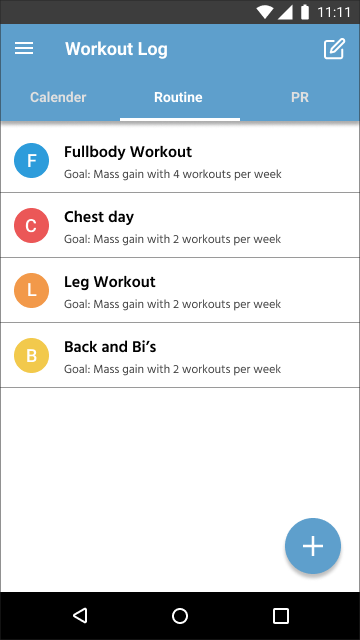 11:11
Workout Log
Calender
Routine
PR
F
Fullbody Workout
Goal: Mass gain with 4 workouts per week
C
Chest day
Goal: Mass gain with 2 workouts per week
L
Leg Workout
Goal: Mass gain with 2 workouts per week
B
Back and Bi’s
Goal: Mass gain with 2 workouts per week